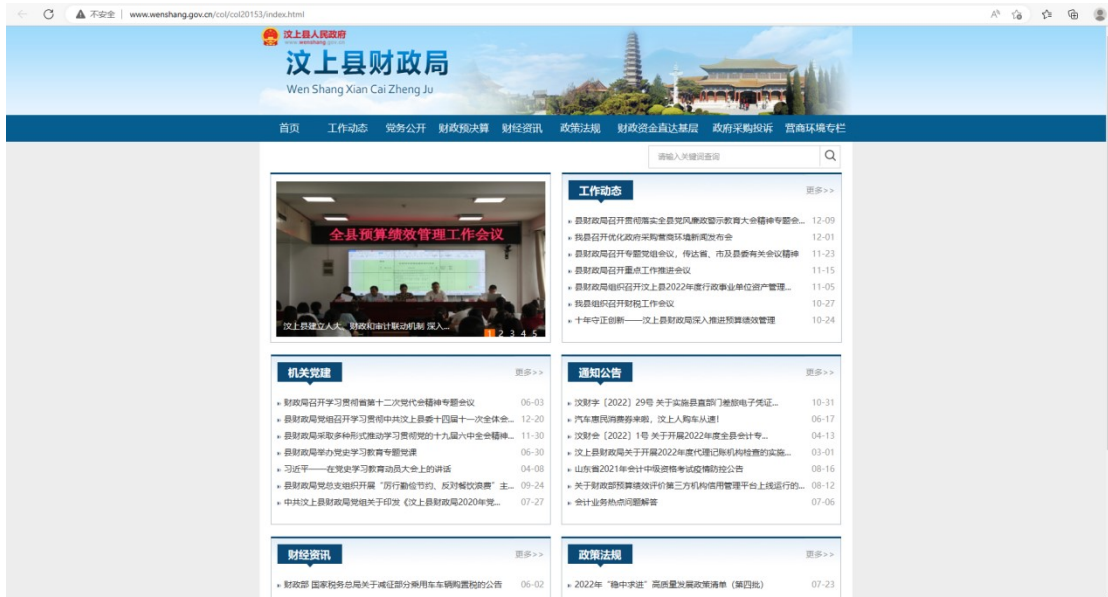 不安全 | www.wenshang.gov.cn/col/col20153/index.html
汶上县人民政府
www.wenshang.gov.cn
汶上县财政局
Wen Shang Xian Cai Zheng Ju
首页 工作动态 党务公开 财政预决算 财经资讯 政策法规 财政资金直达基层 政府采购投诉 营商环境专栏
请输入关键词查询
全县预算绩效管理工作会议
汶上县建立人大、财政和审计联动机制 深入...
1 2 3 4 5
工作动态 更多>>
县财政局召开贯彻落实全县党风廉政警示教育大会精神专题会... 12-09
我县召开优化政府采购营商环境新闻发布会 12-01
县财政局召开专题党组会议，传达省、市及县委有关会议精神 11-23
县财政局召开重点工作推进会议 11-15
县财政局组织召开汶上县2022年度行政事业单位资产管理... 11-05
我县组织召开财税工作会议 10-27
十年守正创新——汶上县财政局深入推进预算绩效管理 10-24
机关党建 更多>>
财政局召开学习贯彻省第十二次党代会精神专题会议 06-03
县财政局党组召开学习贯彻中共汶上县委十四届十一次全体会... 12-20
县财政局采取多种形式推动学习贯彻党的十九届六中全会精神... 11-30
县财政局举办党史学习教育专题党课 06-30
习近平——在党史学习教育动员大会上的讲话 04-08
县财政局党总支组织开展“厉行勤俭节约、反对餐饮浪费”主... 09-24
中共汶上县财政局党组关于印发《汶上县财政局2020年党... 07-27
通知公告 更多>>
汶财字［2022］29号 关于实施县直部门差旅电子凭证... 10-31
汽车惠民消费券来啦，汶上人购车从速！ 06-17
汶财会［2022］1号 关于开展2022年度全县会计专... 04-13
汶上县财政局关于开展2022年度代理记账机构检查的实施... 03-01
山东省2021年会计中级资格考试疫情防控公告 08-16
关于财政部预算绩效评价第三方机构信用管理平台上线运行的... 08-12
会计业务热点问题解答 07-06
财经资讯 更多>>
财政部 国家税务总局关于减征部分乘用车车辆购置税的公告 06-02
政策法规 更多>>
2022年“稳中求进”高质量发展政策清单（第四批） 07-23